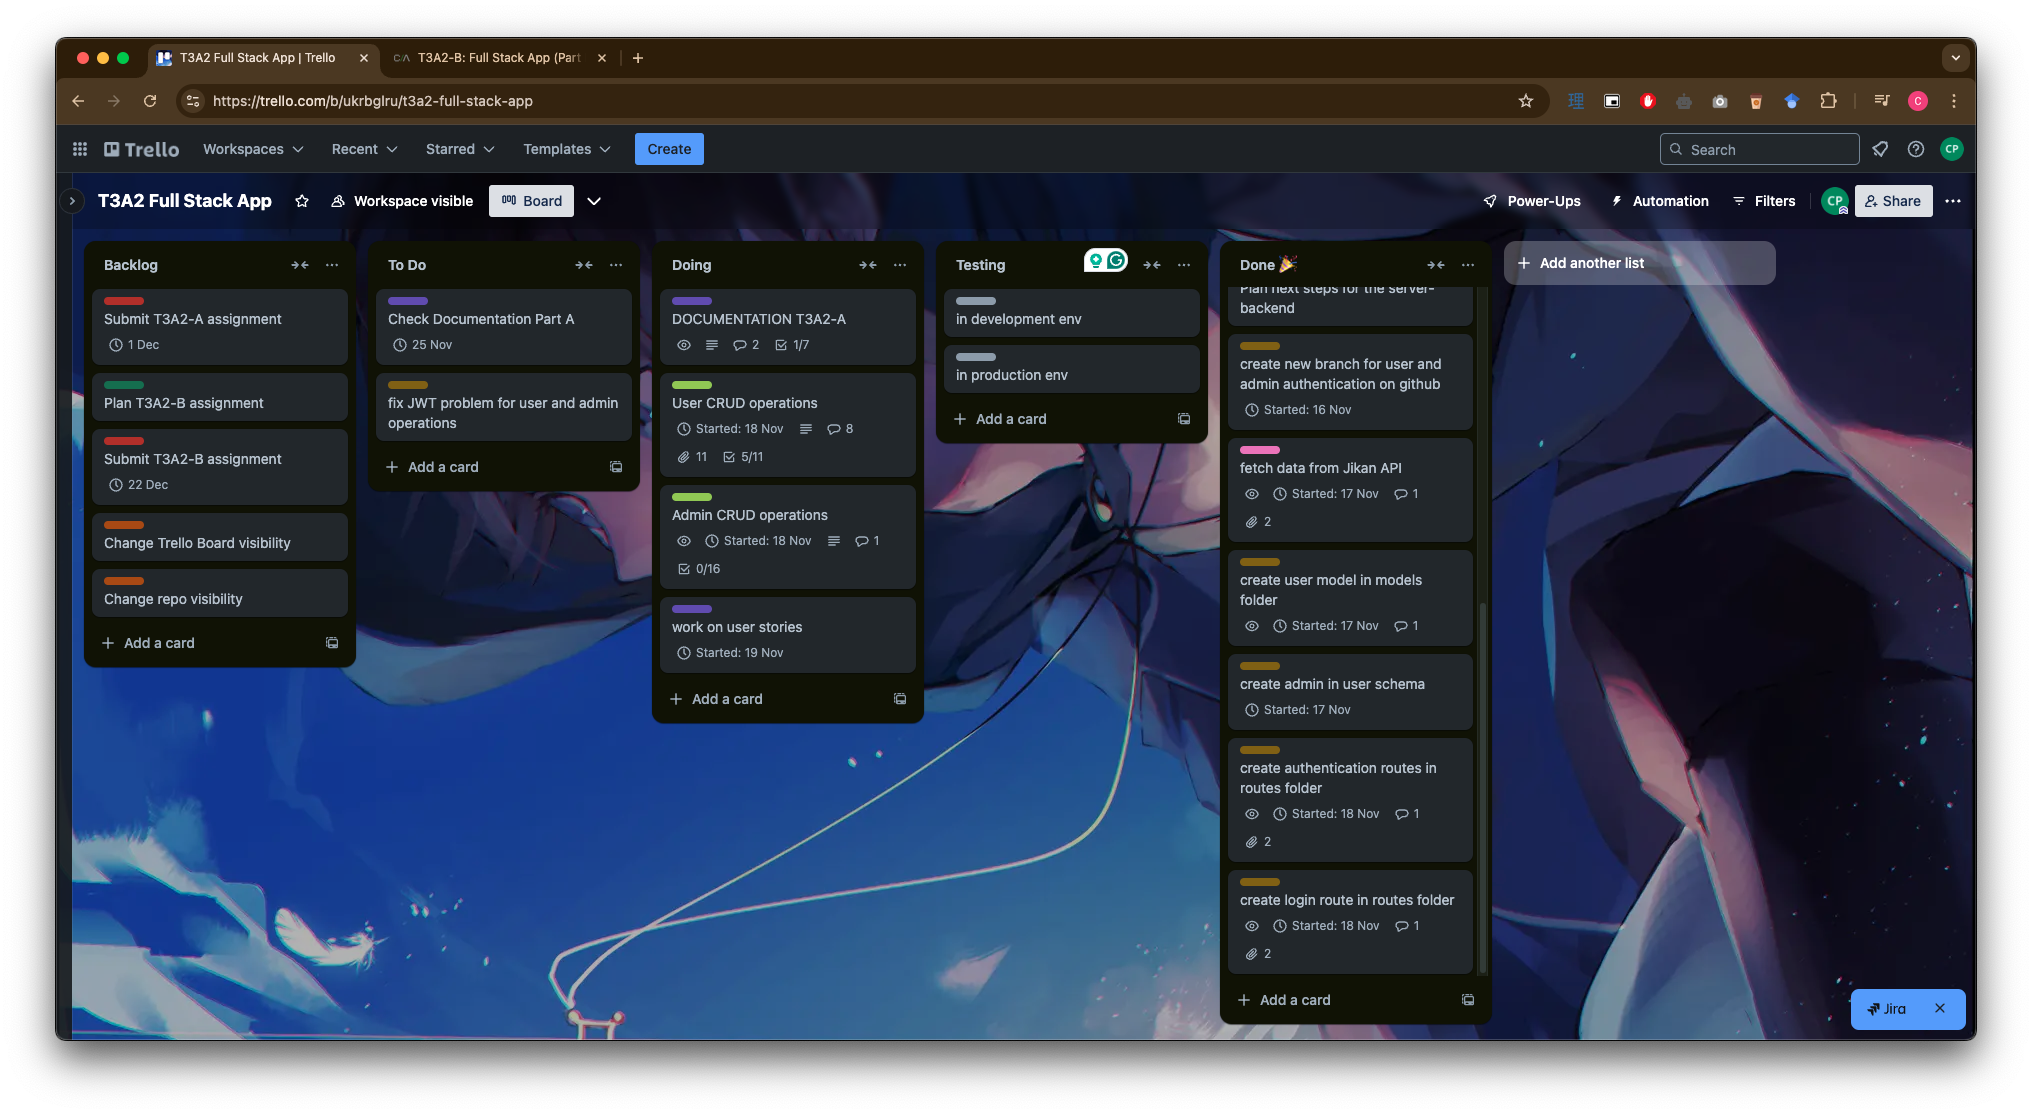 T3A2 Full Stack App | Trello
T3A2-B: Full Stack App (Part
https://trello.com/b/ukrbglru/t3a2-full-stack-app
C
Trello
Workspaces
Recent
Starred
Templates
Create
Search
CP
T3A2 Full Stack App
Workspace visible
Board
Power-Ups
Automation
Filters
CP
Share
Backlog
Submit T3A2-A assignment
1 Dec
Plan T3A2-B assignment
Submit T3A2-B assignment
22 Dec
Change Trello Board visibility
Change repo visibility
Add a card
To Do
Check Documentation Part A
25 Nov
fix JWT problem for user and admin
operations
Add a card
Doing
DOCUMENTATION T3A2-A
2 1/7
User CRUD operations
Started: 18 Nov 8
11 5/11
Admin CRUD operations
Started: 18 Nov 1
0/16
work on user stories
Started: 19 Nov
Add a card
Testing
in development env
in production env
Add a card
Done 🎉
Plan next steps for the server-
backend
create new branch for user and
admin authentication on github
Started: 16 Nov
fetch data from Jikan API
Started: 17 Nov 1
2
create user model in models
folder
Started: 17 Nov 1
create admin in user schema
Started: 17 Nov
create authentication routes in
routes folder
Started: 18 Nov 1
2
create login route in routes folder
Started: 18 Nov 1
2
Add a card
Add another list
Jira